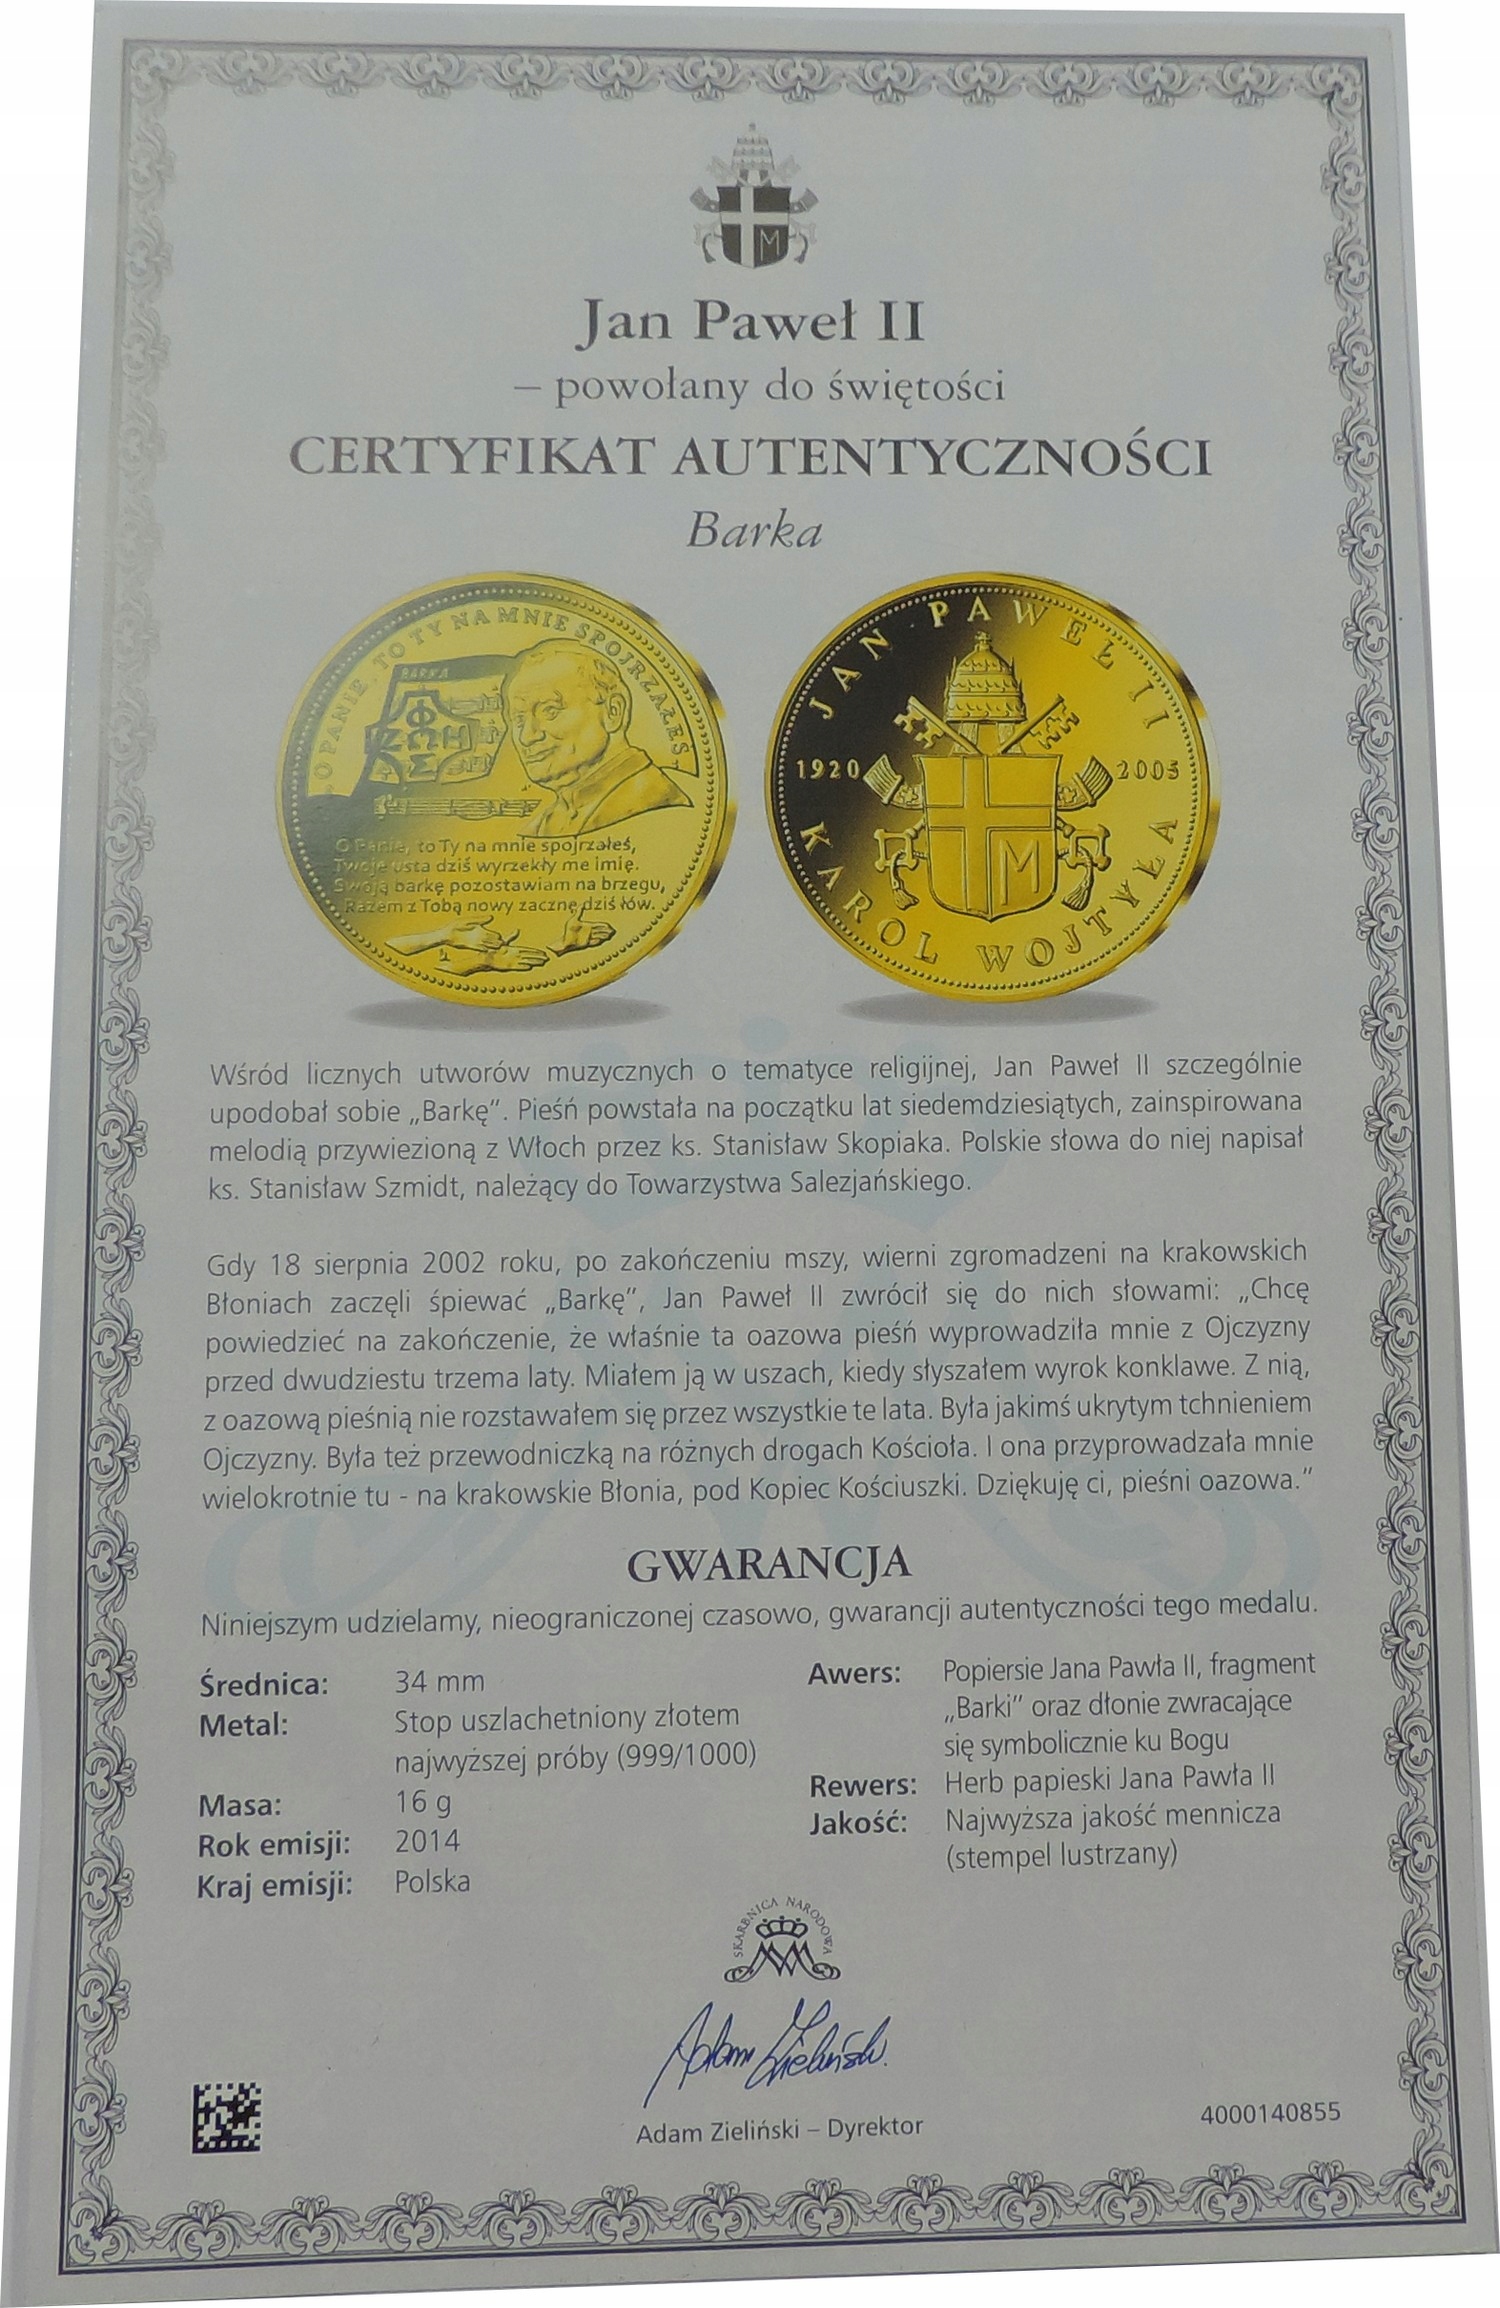 Jan Paweł II
– powołany do świętości
CERTYFIKAT AUTENTYCZNOŚCI
Barka
O PANIE, TO TY NA MNIE SPOJRZAŁEŚ,
BARKA
O Panie, to Ty na mnie spojrzałeś,
Twoje usta dziś wyrzekły me imię.
Swoją barkę pozostawiam na brzegu,
Razem z Tobą nowy zacznę dziś łów.
JAN PAWEŁ II
1920 2005
M
KAROL WOJTYŁA
Wśród licznych utworów muzycznych o tematyce religijnej, Jan Paweł II szczególnie
upodobał sobie „Barkę”. Pieśń powstała na początku lat siedemdziesiątych, zainspirowana
melodią przywiezioną z Włoch przez ks. Stanisław Skopiaka. Polskie słowa do niej napisał
ks. Stanisław Szmidt, należący do Towarzystwa Salezjańskiego.
Gdy 18 sierpnia 2002 roku, po zakończeniu mszy, wierni zgromadzeni na krakowskich
Błoniach zaczęli śpiewać „Barkę”, Jan Paweł II zwrócił się do nich słowami: „Chcę
powiedzieć na zakończenie, że właśnie ta oazowa pieśń wyprowadziła mnie z Ojczyzny
przed dwudziestu trzema laty. Miałem ją w uszach, kiedy słyszałem wyrok konklawe. Z nią,
z oazową pieśnią nie rozstawałem się przez wszystkie te lata. Była jakimś ukrytym tchnieniem
Ojczyzny. Była też przewodniczką na różnych drogach Kościoła. I ona przyprowadzała mnie
wielokrotnie tu - na krakowskie Błonia, pod Kopiec Kościuszki. Dziękuję ci, pieśni oazowa.”
GWARANCJA
Niniejszym udzielamy, nieograniczonej czasowo, gwarancji autentyczności tego medalu.
Średnica: 34 mm
Metal: Stop uszlachetniony złotem
najwyższej próby (999/1000)
Masa: 16 g
Rok emisji: 2014
Kraj emisji: Polska
Awers: Popiersie Jana Pawła II, fragment
„Barki” oraz dłonie zwracające
się symbolicznie ku Bogu
Rewers: Herb papieski Jana Pawła II
Jakość: Najwyższa jakość mennicza
(stempel lustrzany)
SKARBNICA NARODOWA
Adam Zieliński
Adam Zieliński – Dyrektor
4000140855